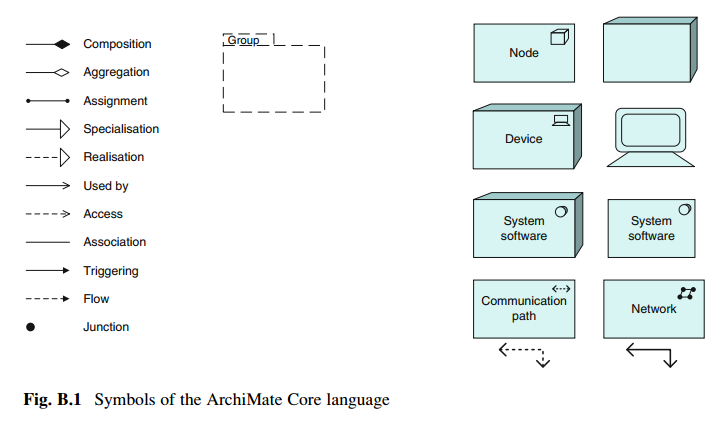 Composition
Aggregation
Assignment
Specialisation
Realisation
Used by
Access
Association
Triggering
Flow
Junction
Group
Node
Device
System
software
System
software
Communication
path
Network
Fig. B.1 Symbols of the ArchiMate Core language